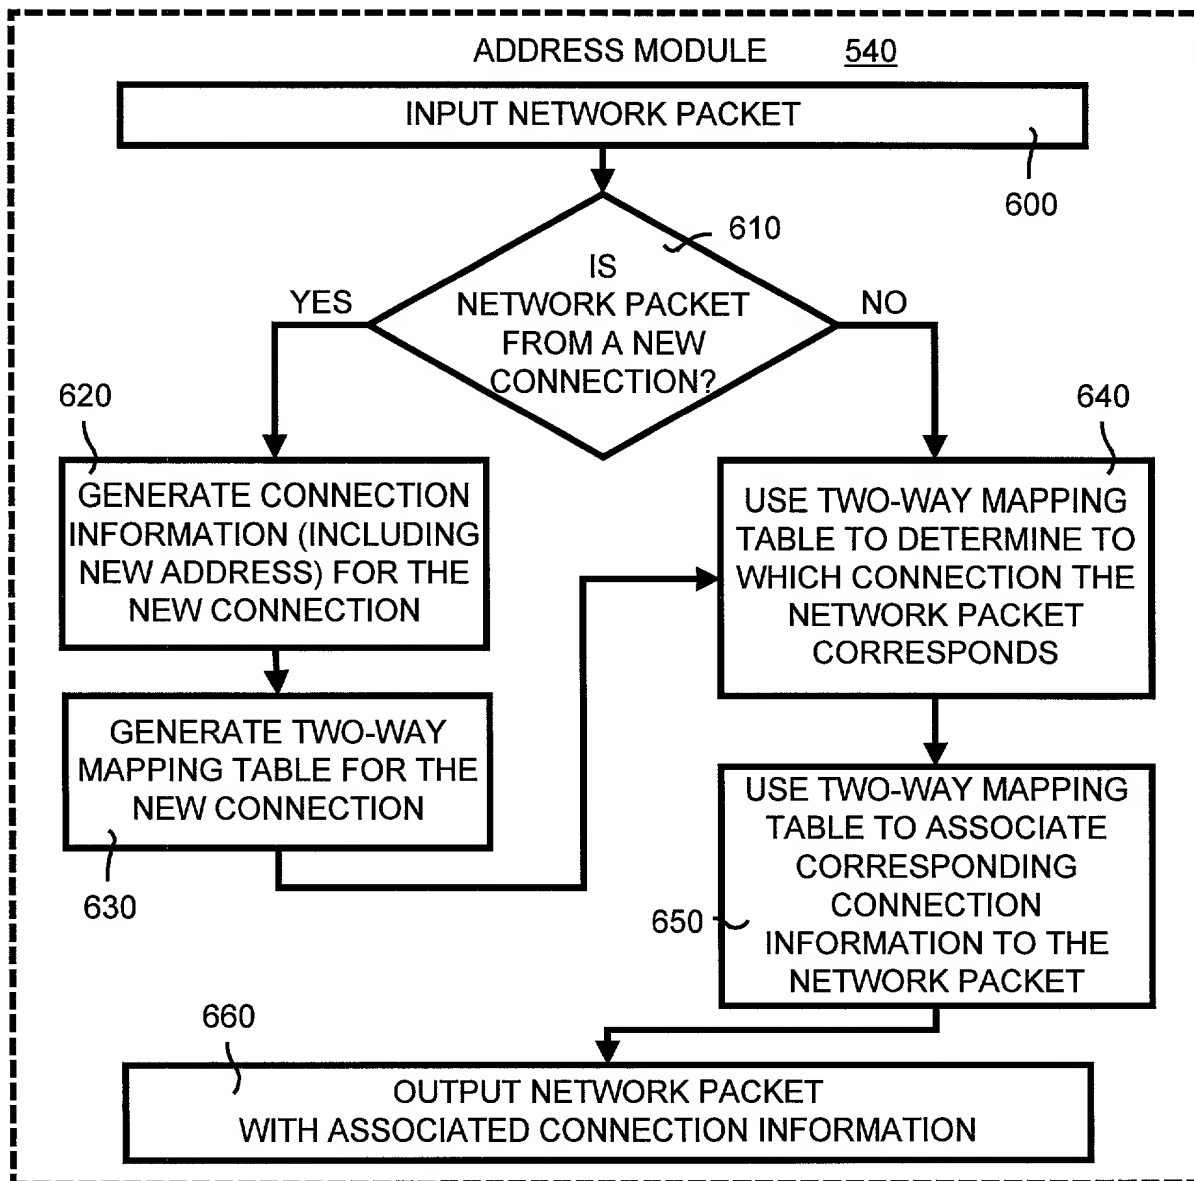 ADDRESS MODULE 540
INPUT NETWORK PACKET
600
610
IS
NETWORK PACKET
FROM A NEW
CONNECTION?
YES
NO
620
GENERATE CONNECTION
INFORMATION (INCLUDING
NEW ADDRESS) FOR THE
NEW CONNECTION
GENERATE TWO-WAY
MAPPING TABLE FOR THE
NEW CONNECTION
630
640
USE TWO-WAY MAPPING
TABLE TO DETERMINE TO
WHICH CONNECTION THE
NETWORK PACKET
CORRESPONDS
USE TWO-WAY MAPPING
TABLE TO ASSOCIATE
CORRESPONDING
CONNECTION
INFORMATION TO THE
NETWORK PACKET
650
660
OUTPUT NETWORK PACKET
WITH ASSOCIATED CONNECTION INFORMATION